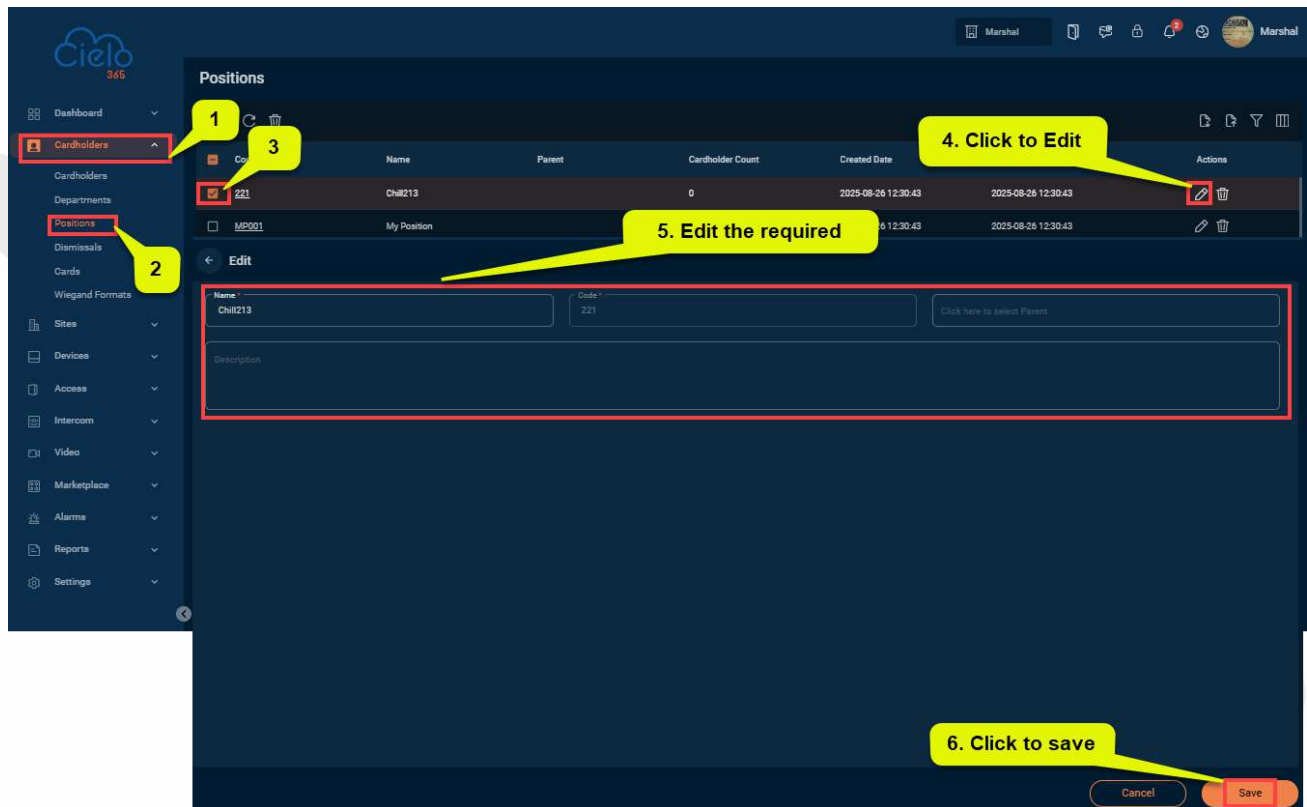 Cielo
365
Marshal
2
Marshal
Positions
Dashboard
Cardholders
Cardholders
Departments
Positions
Dismissals
Cards
Wiegand Formats
Sites
Devices
Access
Intercom
Video
Marketplace
Alarms
Reports
Settings
1
2
3
4. Click to Edit
Name Parent Cardholder Count Created Date Actions
221 Chill213 0 2025-08-26 12:30:43 2025-08-26 12:30:43
MP001 My Position 12:30:43 2025-08-26 12:30:43
5. Edit the required
Edit
Name * Code *
Chill213 221 Click here to select Parent
Description
6. Click to save
Cancel Save